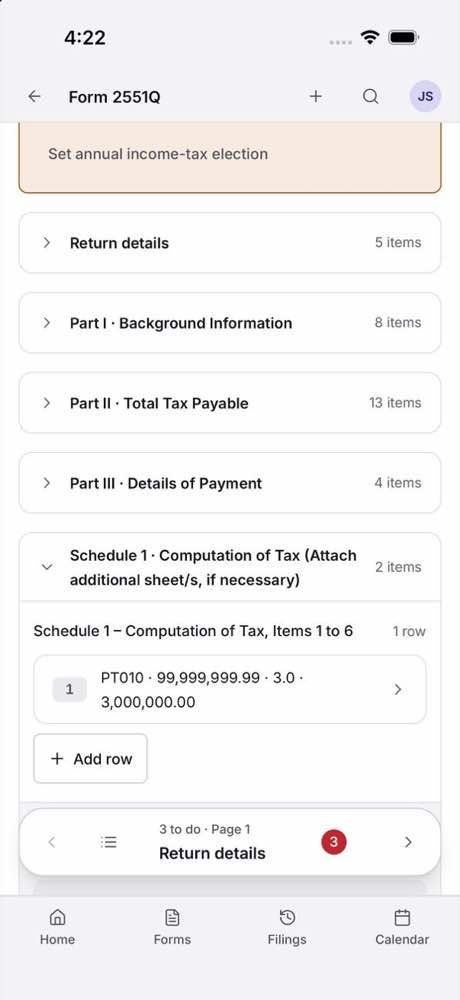 4:22
Form 2551Q
JS
Set annual income-tax election
Return details
5 items
Part I · Background Information
8 items
Part II · Total Tax Payable
13 items
Part III · Details of Payment
4 items
Schedule 1 · Computation of Tax (Attach
additional sheet/s, if necessary)
2 items
Schedule 1 – Computation of Tax, Items 1 to 6
1 row
1
PT010 · 99,999,999.99 · 3.0 ·
3,000,000.00
Add row
3 to do · Page 1
Return details
3
Home
Forms
Filings
Calendar